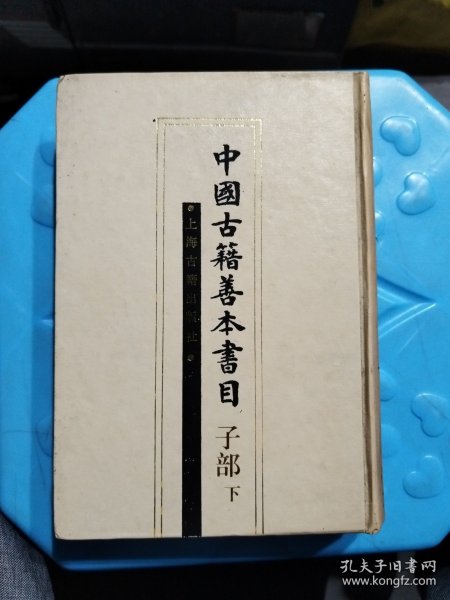 中國古籍善本書目
子部
下
上海古籍出版社
孔夫子旧书网
www.kongfz.com